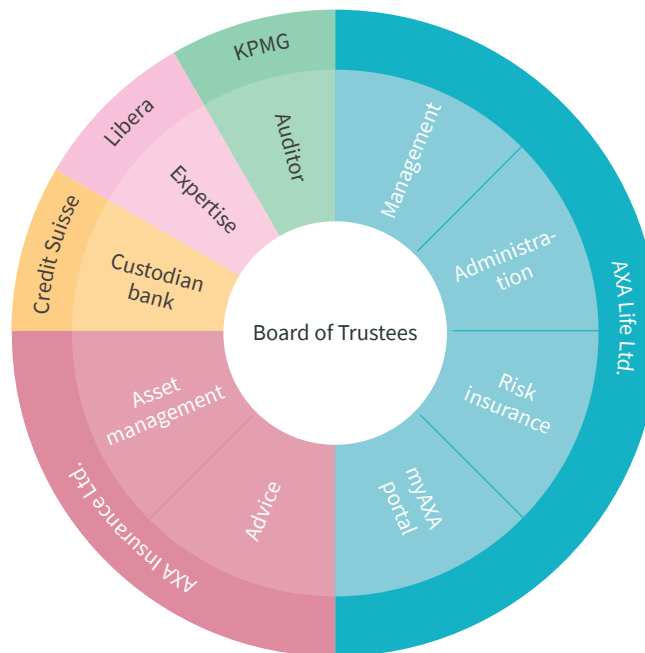 KPMG
Auditor
Libera
Expertise
Credit Suisse
Custodian
bank
AXA Life Ltd.
Management
Administra-
tion
Risk
insurance
myAXA
portal
AXA Insurance Ltd.
Asset
management
Advice
Board of Trustees